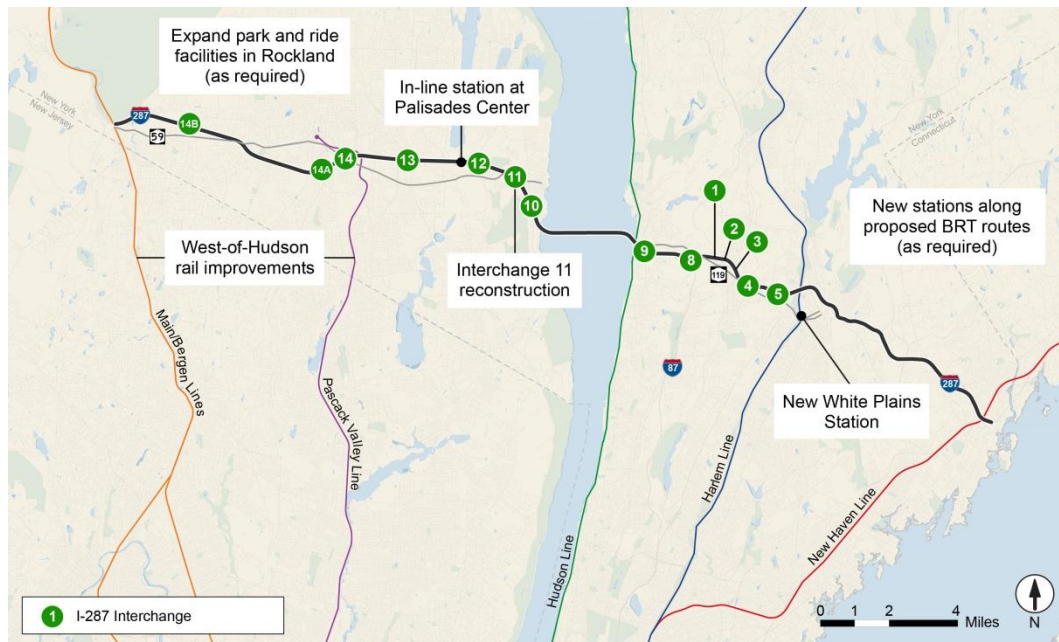 Expand park and ride
facilities in Rockland
(as required)
In-line station at
Palisades Center
New York
New Jersey
287
59
14B
14A
14
13
12
11
10
9
8
1
2
3
4
5
119
New York
Connecticut
New stations along
proposed BRT routes
(as required)
West-of-Hudson
rail improvements
Interchange 11
reconstruction
87
287
New White Plains
Station
Main/Bergen Lines
Pascack Valley Line
Hudson Line
Harlem Line
New Haven Line
1 I-287 Interchange
0 1 2 4
Miles
N